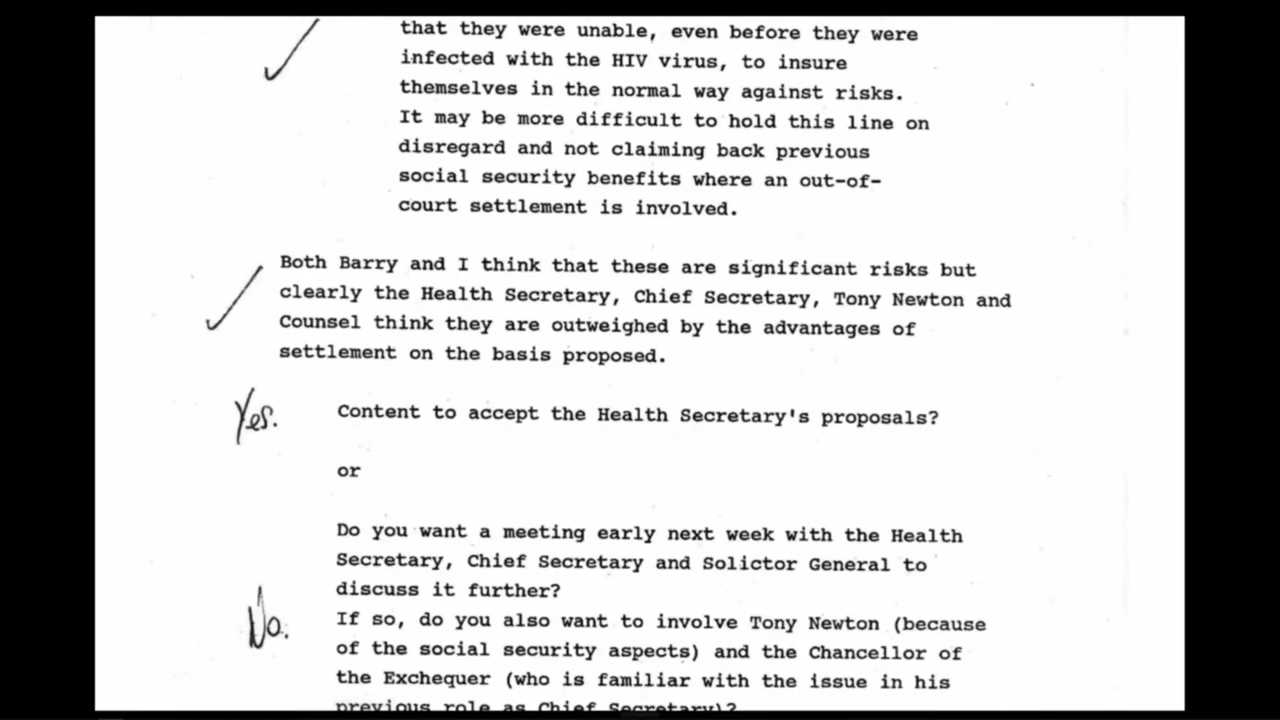 that they were unable, even before they were
infected with the HIV virus, to insure
themselves in the normal way against risks.
It may be more difficult to hold this line on
disregard and not claiming back previous
social security benefits where an out-of-
court settlement is involved.
Both Barry and I think that these are significant risks but
clearly the Health Secretary, Chief Secretary, Tony Newton and
Counsel think they are outweighed by the advantages of
settlement on the basis proposed.
Yes. Content to accept the Health Secretary's proposals?
or
Do you want a meeting early next week with the Health
Secretary, Chief Secretary and Solictor General to
discuss it further?
No. If so, do you also want to involve Tony Newton (because
of the social security aspects) and the Chancellor of
the Exchequer (who is familiar with the issue in his
previous role as Chief Secretary)?